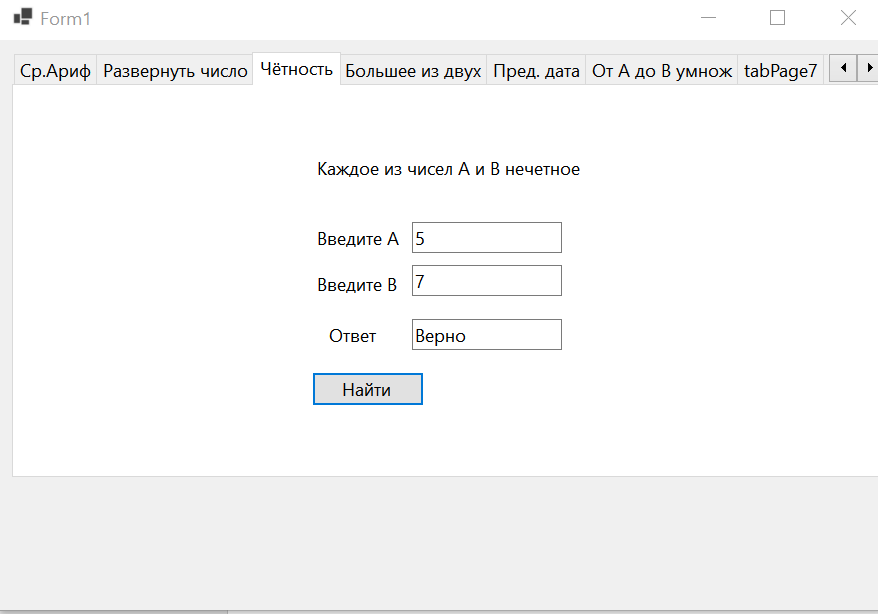 Form1
Ср.Ариф Развернуть число Чётность Большее из двух Пред. дата От А до В умнож tabPage7
Каждое из чисел А и В нечетное
Введите А 5
Введите В 7
Ответ Верно
Найти